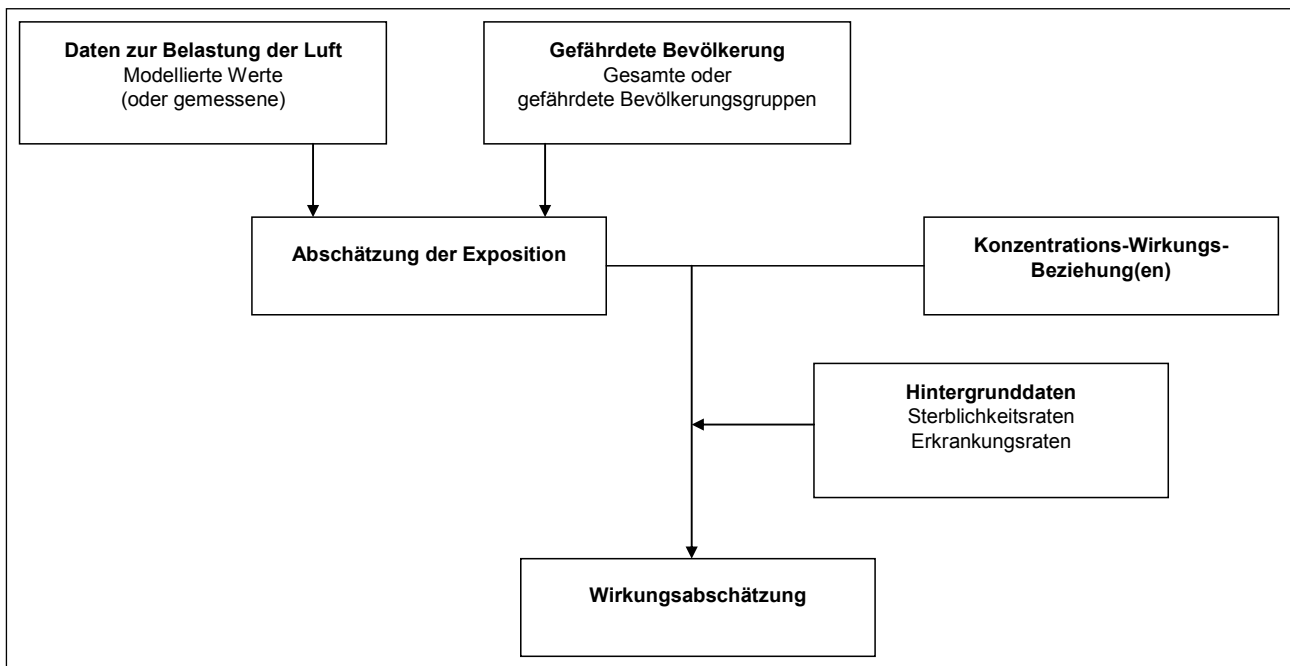 Daten zur Belastung der Luft
Modellierte Werte
(oder gemessene)
Gefährdete Bevölkerung
Gesamte oder
gefährdete Bevölkerungsgruppen
Abschätzung der Exposition
Konzentrations-Wirkungs-
Beziehung(en)
Hintergrunddaten
Sterblichkeitsraten
Erkrankungsraten
Wirkungsabschätzung